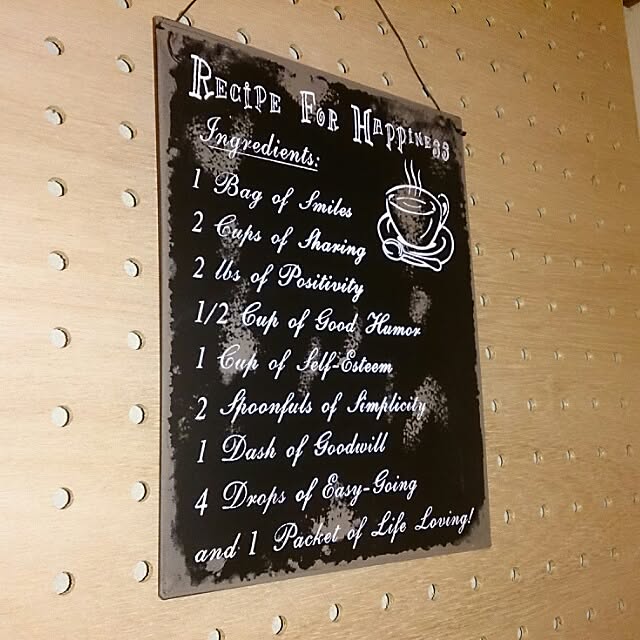 Recipe For Happiness
Ingredients:
1 Bag of Smiles
2 Cups of Sharing
2 lbs of Positivity
1/2 Cup of Good Humor
1 Cup of Self-Esteem
2 Spoonfuls of Simplicity
1 Dash of Goodwill
4 Drops of Easy-Going
and 1 Packet of Life Loving!